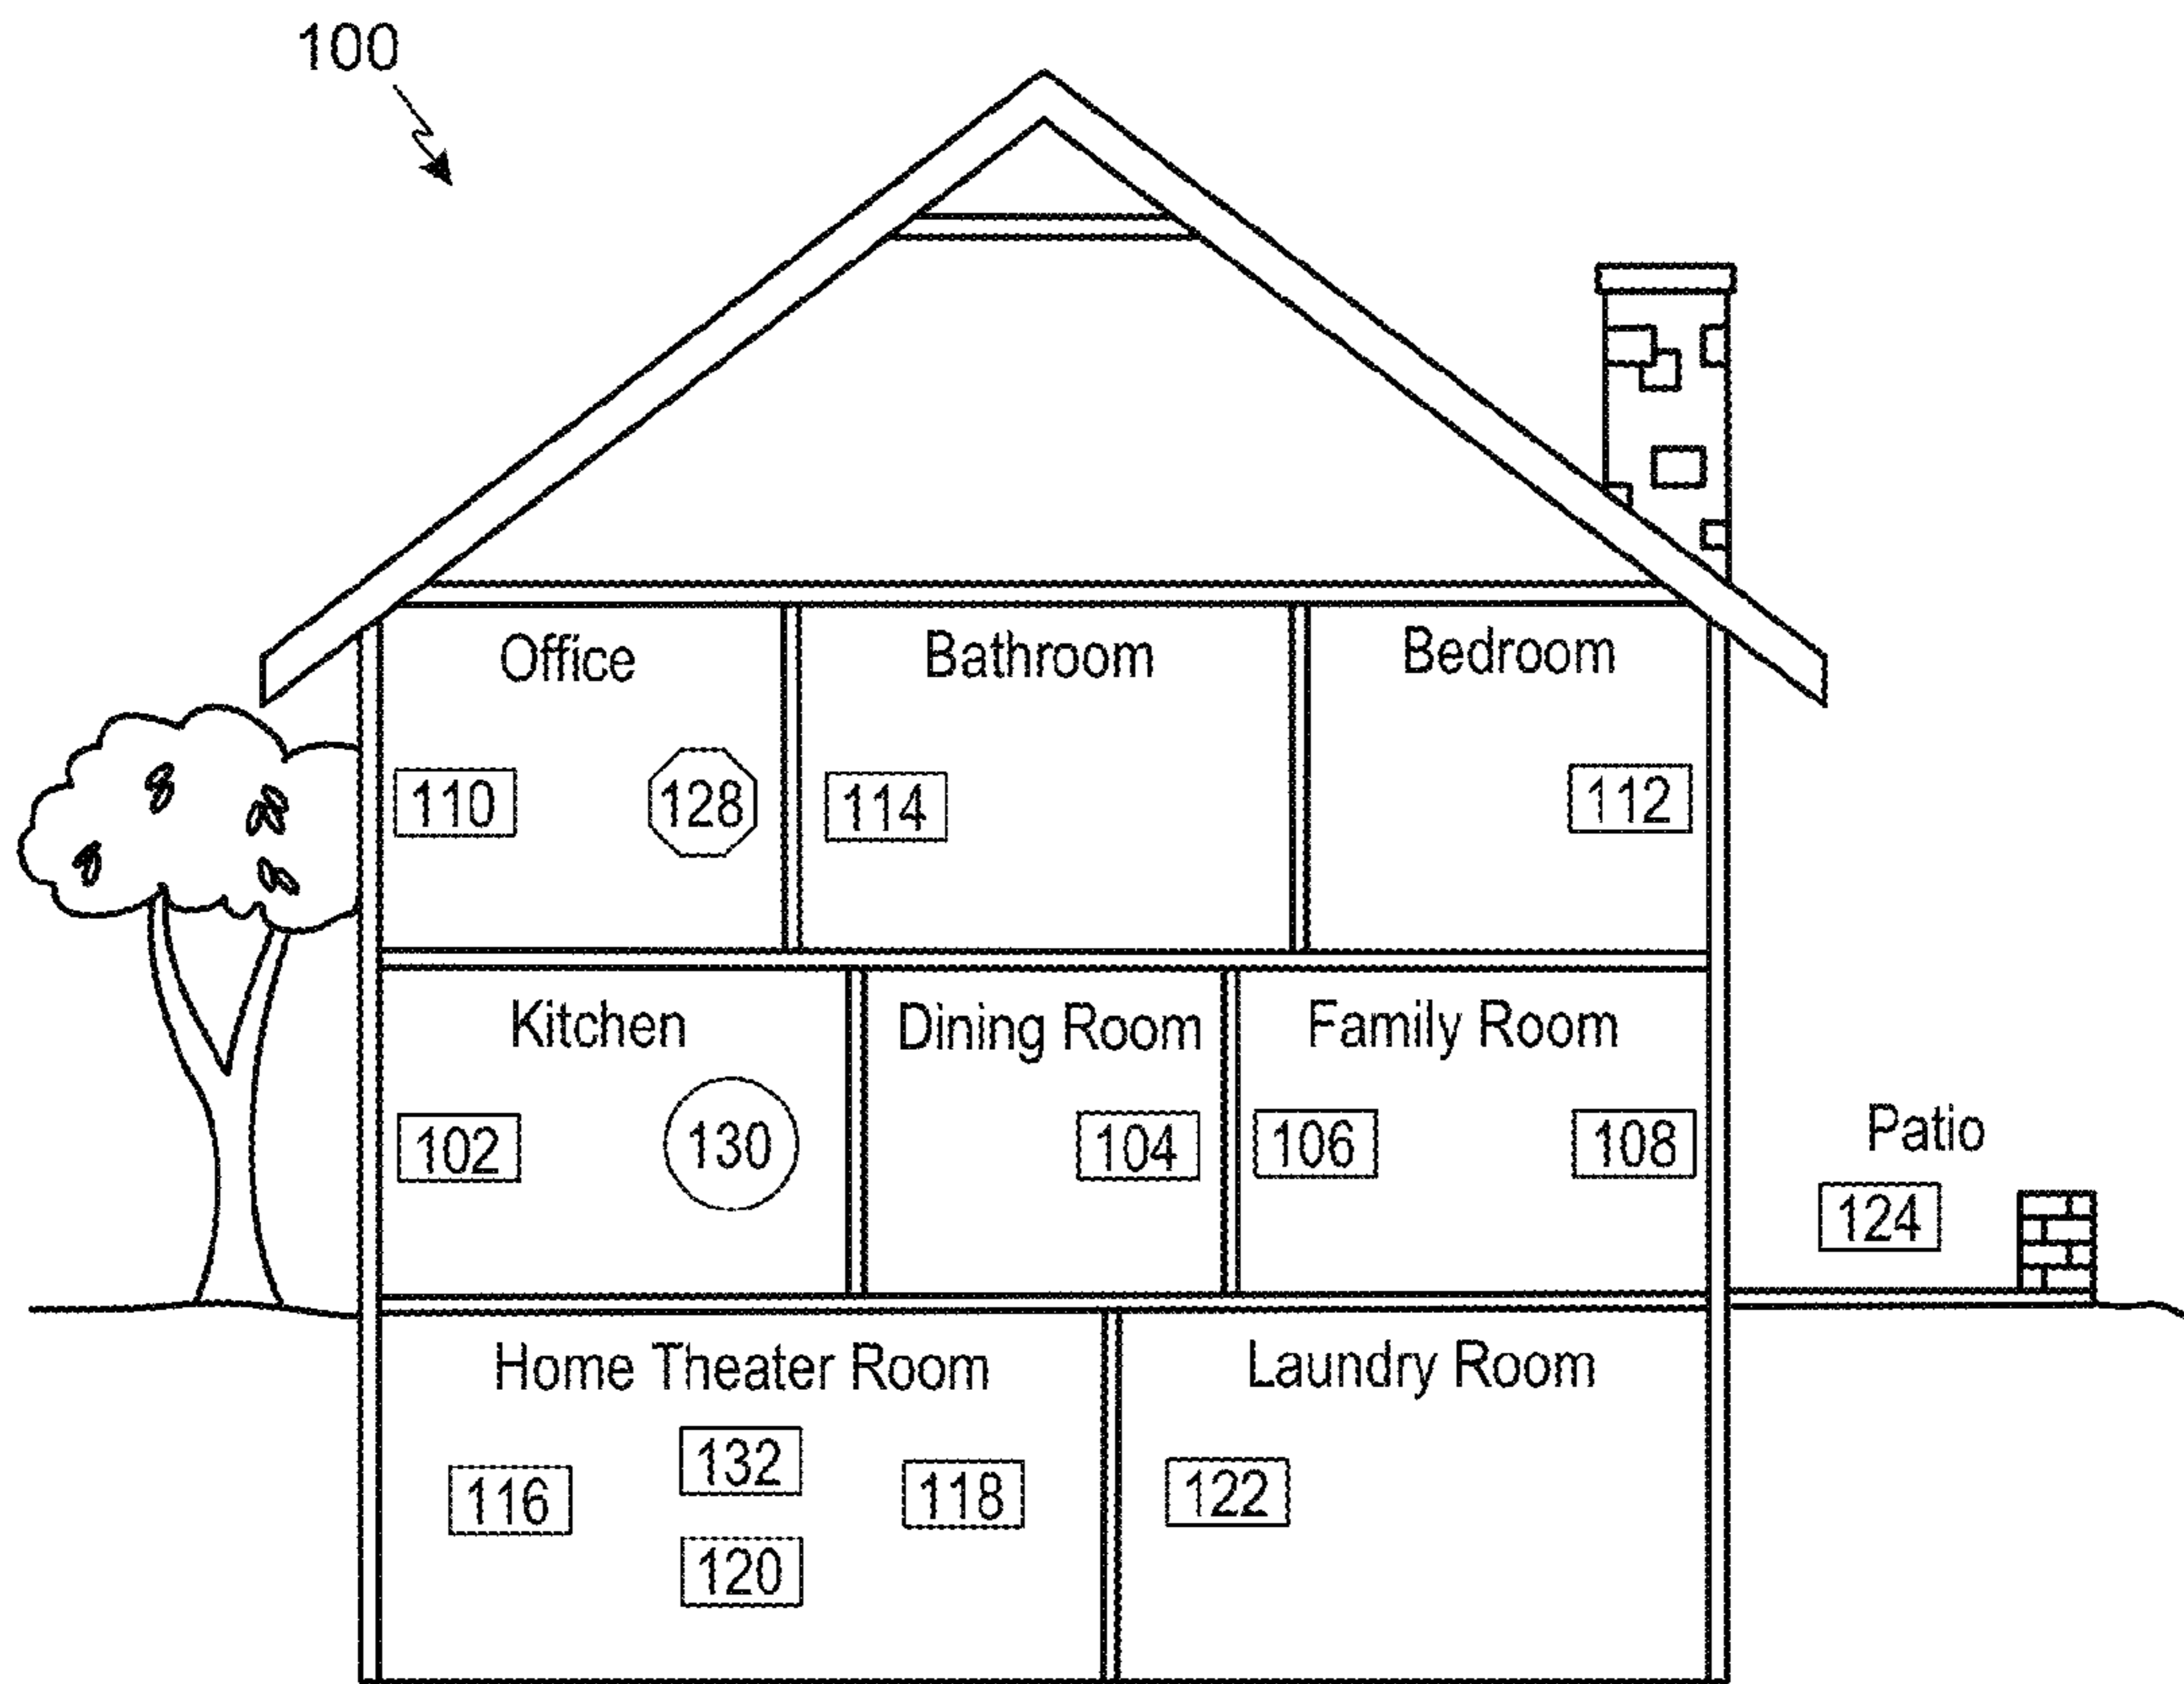 100
Office
Bathroom
Bedroom
110
128
114
112
Kitchen
Dining Room
Family Room
102
130
104
106
108
Patio
124
Home Theater Room
Laundry Room
116
132
118
120
122